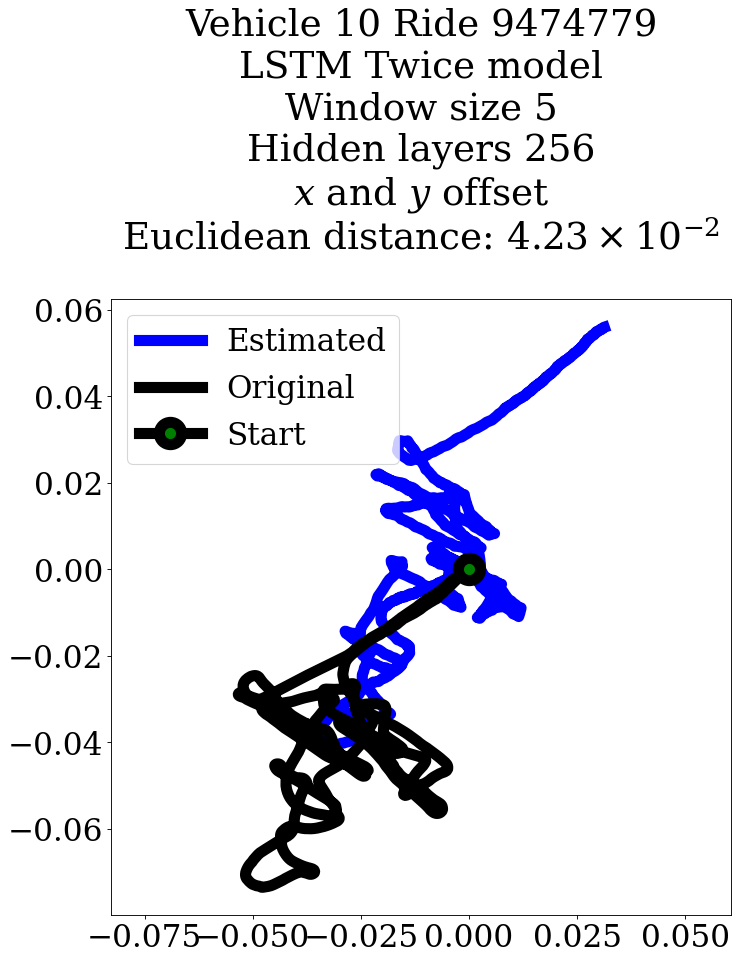 Vehicle 10 Ride 9474779
LSTM Twice model
Window size 5
Hidden layers 256
x and y offset
Euclidean distance: 4.23 × 10⁻²
Estimated
Original
Start
0.06
0.04
0.02
0.00
−0.02
−0.04
−0.06
−0.075 −0.050 −0.025 0.000 0.025 0.050